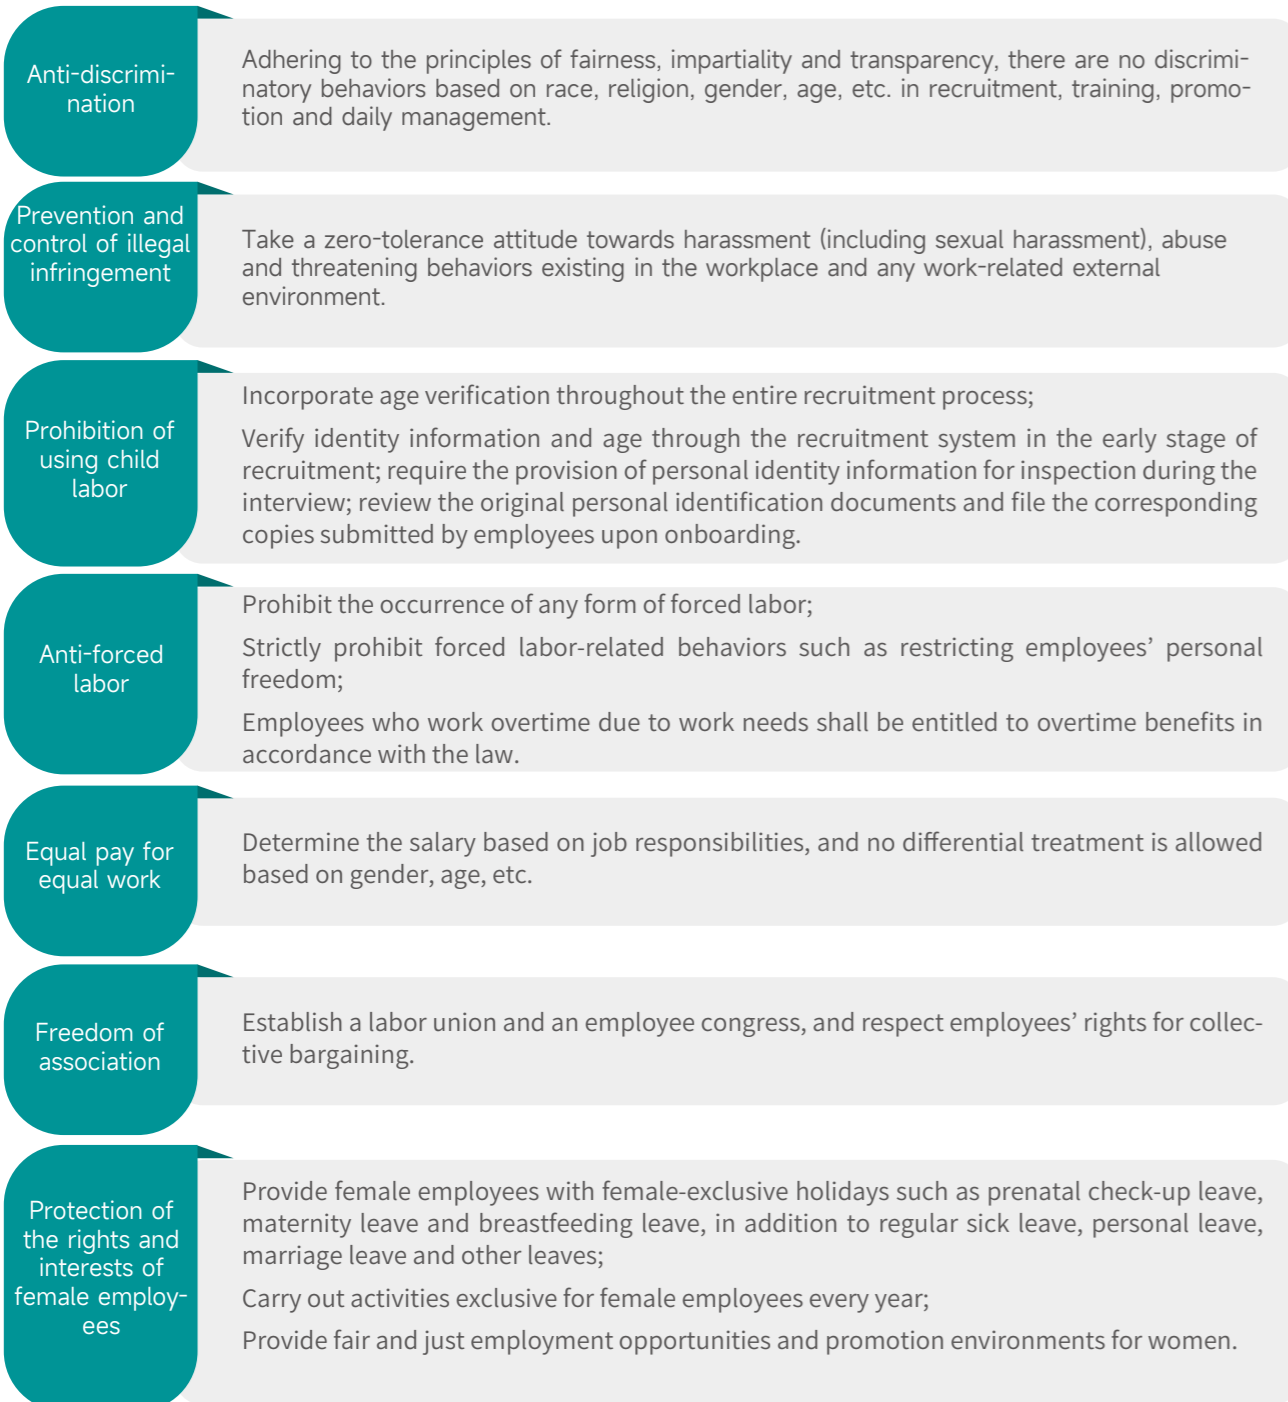 Anti-discrimi-
nation
Adhering to the principles of fairness, impartiality and transparency, there are no discrimi-
natory behaviors based on race, religion, gender, age, etc. in recruitment, training, promo-
tion and daily management.
Prevention and
control of illegal
infringement
Take a zero-tolerance attitude towards harassment (including sexual harassment), abuse
and threatening behaviors existing in the workplace and any work-related external
environment.
Prohibition of
using child
labor
Incorporate age verification throughout the entire recruitment process;
Verify identity information and age through the recruitment system in the early stage of
recruitment; require the provision of personal identity information for inspection during the
interview; review the original personal identification documents and file the corresponding
copies submitted by employees upon onboarding.
Anti-forced
labor
Prohibit the occurrence of any form of forced labor;
Strictly prohibit forced labor-related behaviors such as restricting employees’ personal
freedom;
Employees who work overtime due to work needs shall be entitled to overtime benefits in
accordance with the law.
Equal pay for
equal work
Determine the salary based on job responsibilities, and no differential treatment is allowed
based on gender, age, etc.
Freedom of
association
Establish a labor union and an employee congress, and respect employees’ rights for collec-
tive bargaining.
Protection of
the rights and
interests of
female employ-
ees
Provide female employees with female-exclusive holidays such as prenatal check-up leave,
maternity leave and breastfeeding leave, in addition to regular sick leave, personal leave,
marriage leave and other leaves;
Carry out activities exclusive for female employees every year;
Provide fair and just employment opportunities and promotion environments for women.